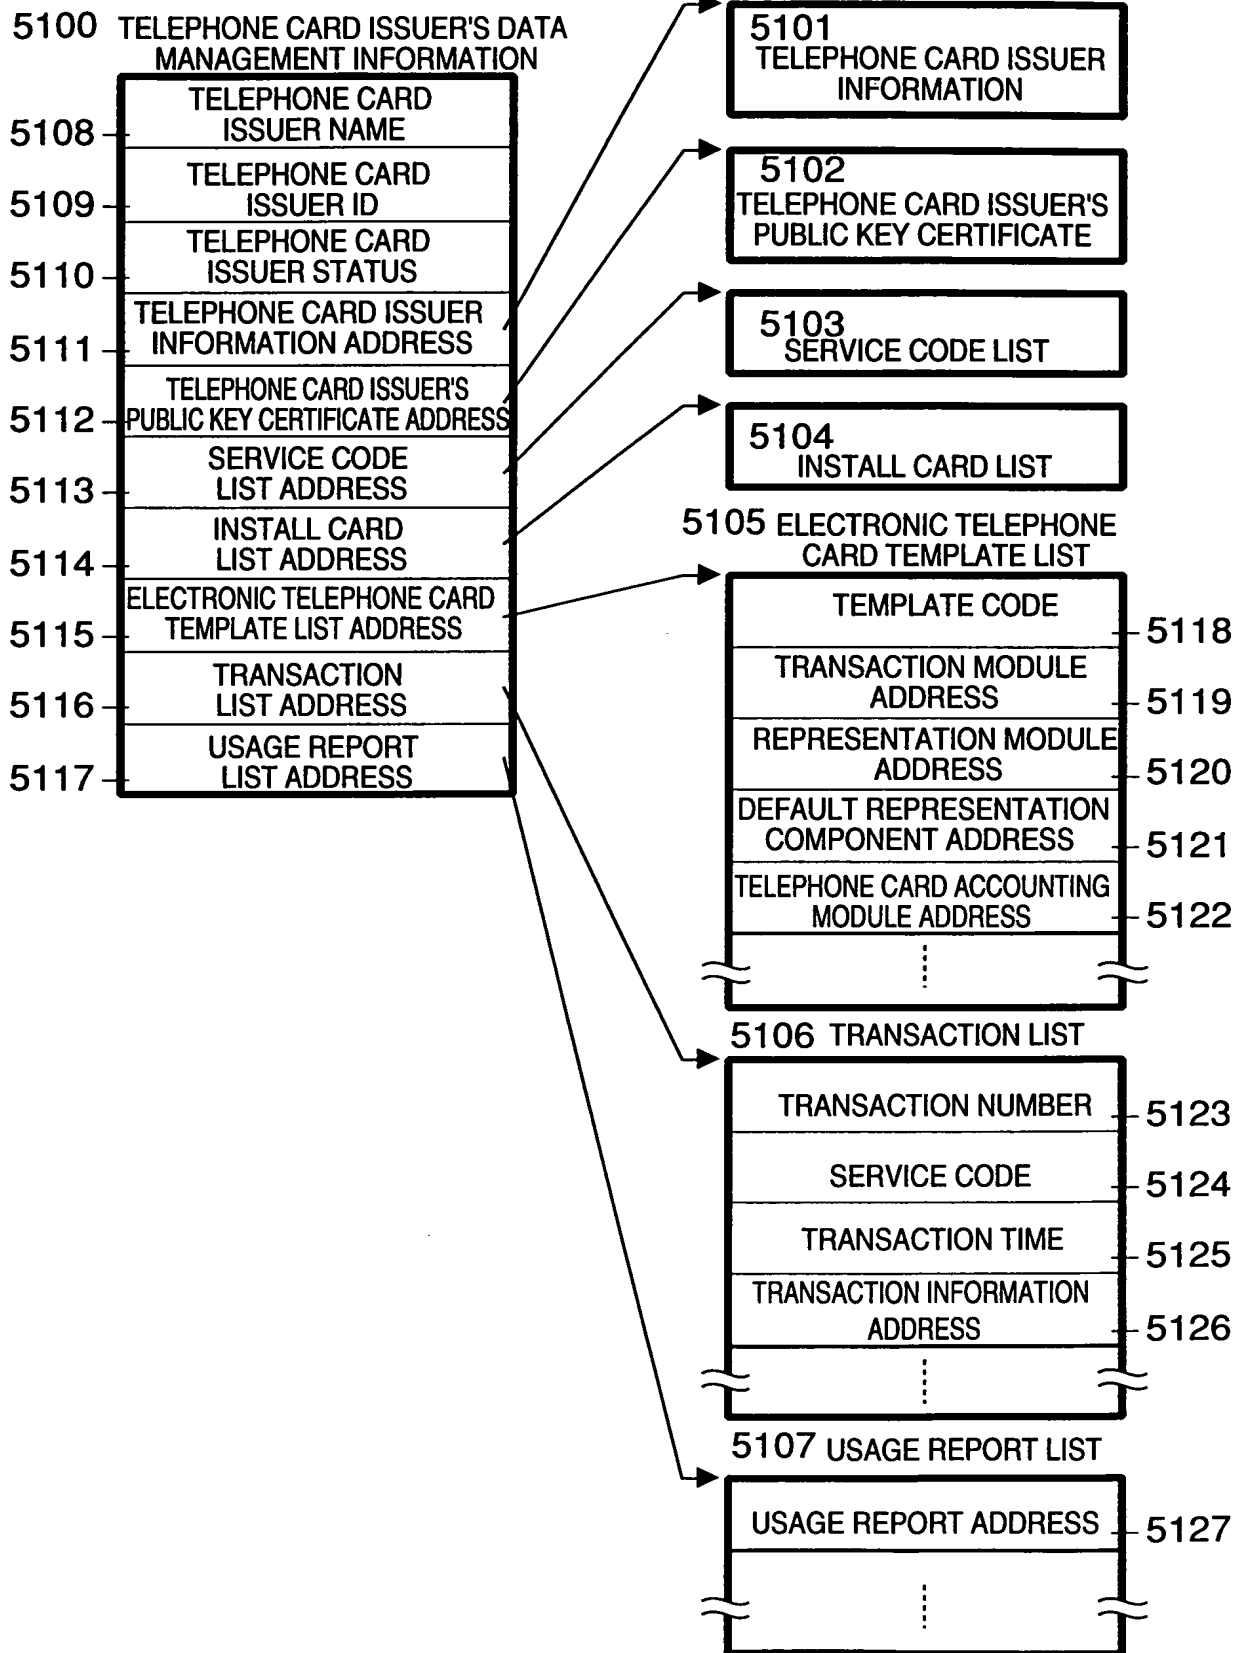 5100 TELEPHONE CARD ISSUER'S DATA
MANAGEMENT INFORMATION
TELEPHONE CARD
ISSUER NAME
5108
TELEPHONE CARD
ISSUER ID
5109
TELEPHONE CARD
ISSUER STATUS
5110
TELEPHONE CARD ISSUER
INFORMATION ADDRESS
5111
TELEPHONE CARD ISSUER'S
PUBLIC KEY CERTIFICATE ADDRESS
5112
SERVICE CODE
LIST ADDRESS
5113
INSTALL CARD
LIST ADDRESS
5114
ELECTRONIC TELEPHONE CARD
TEMPLATE LIST ADDRESS
5115
TRANSACTION
LIST ADDRESS
5116
USAGE REPORT
LIST ADDRESS
5117
5101
TELEPHONE CARD ISSUER
INFORMATION
5102
TELEPHONE CARD ISSUER'S
PUBLIC KEY CERTIFICATE
5103
SERVICE CODE LIST
5104
INSTALL CARD LIST
5105 ELECTRONIC TELEPHONE
CARD TEMPLATE LIST
TEMPLATE CODE
5118
TRANSACTION MODULE
ADDRESS
5119
REPRESENTATION MODULE
ADDRESS
5120
DEFAULT REPRESENTATION
COMPONENT ADDRESS
5121
TELEPHONE CARD ACCOUNTING
MODULE ADDRESS
5122
5106 TRANSACTION LIST
TRANSACTION NUMBER
5123
SERVICE CODE
5124
TRANSACTION TIME
5125
TRANSACTION INFORMATION
ADDRESS
5126
5107 USAGE REPORT LIST
USAGE REPORT ADDRESS
5127